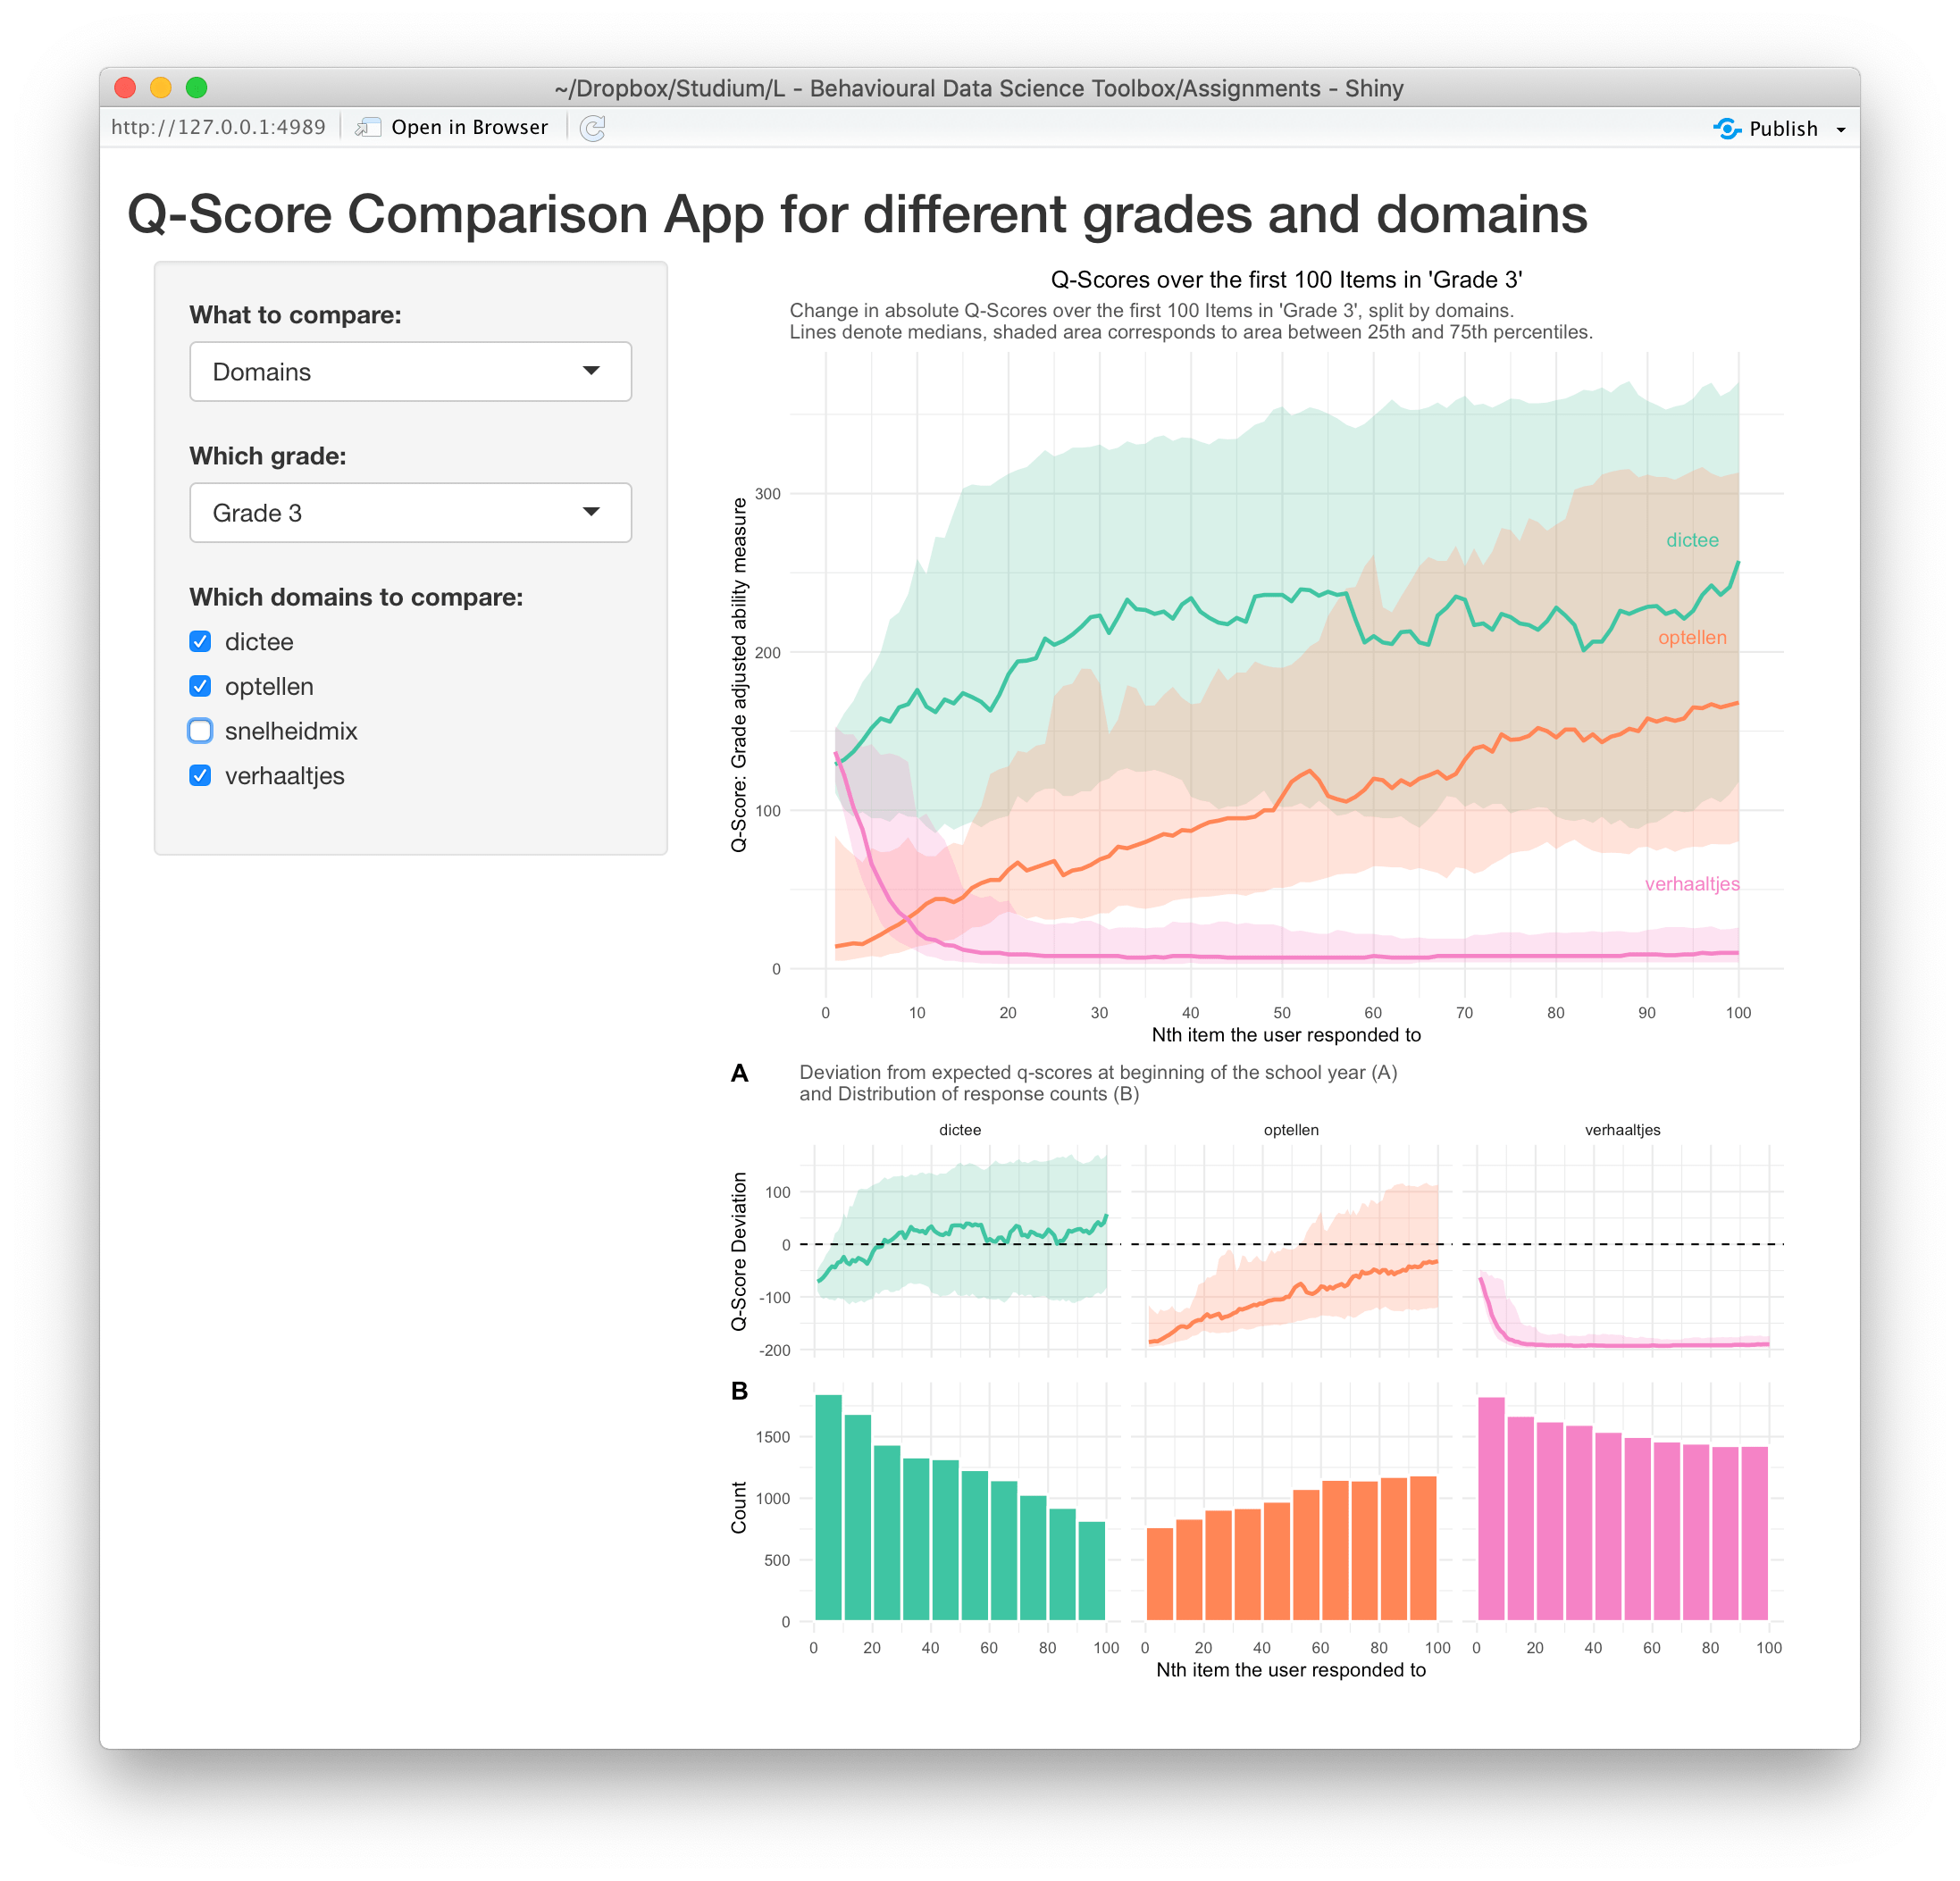 ~/Dropbox/Studium/L - Behavioural Data Science Toolbox/Assignments - Shiny
http://127.0.0.1:4989 Open in Browser Publish
Q-Score Comparison App for different grades and domains
What to compare:
Domains
Which grade:
Grade 3
Which domains to compare:
dictee
optellen
snelheidmix
verhaaltjes
Q-Scores over the first 100 Items in 'Grade 3'
Change in absolute Q-Scores over the first 100 Items in 'Grade 3', split by domains.
Lines denote medians, shaded area corresponds to area between 25th and 75th percentiles.
Q-Score: Grade adjusted ability measure
300
200
100
0
dictee
optellen
verhaaltjes
0 10 20 30 40 50 60 70 80 90 100
Nth item the user responded to
A
Deviation from expected q-scores at beginning of the school year (A)
and Distribution of response counts (B)
dictee optellen verhaaltjes
Q-Score Deviation
100
0
-100
-200
B
Count
1500
1000
500
0
0 20 40 60 80 100 0 20 40 60 80 100 0 20 40 60 80 100
Nth item the user responded to